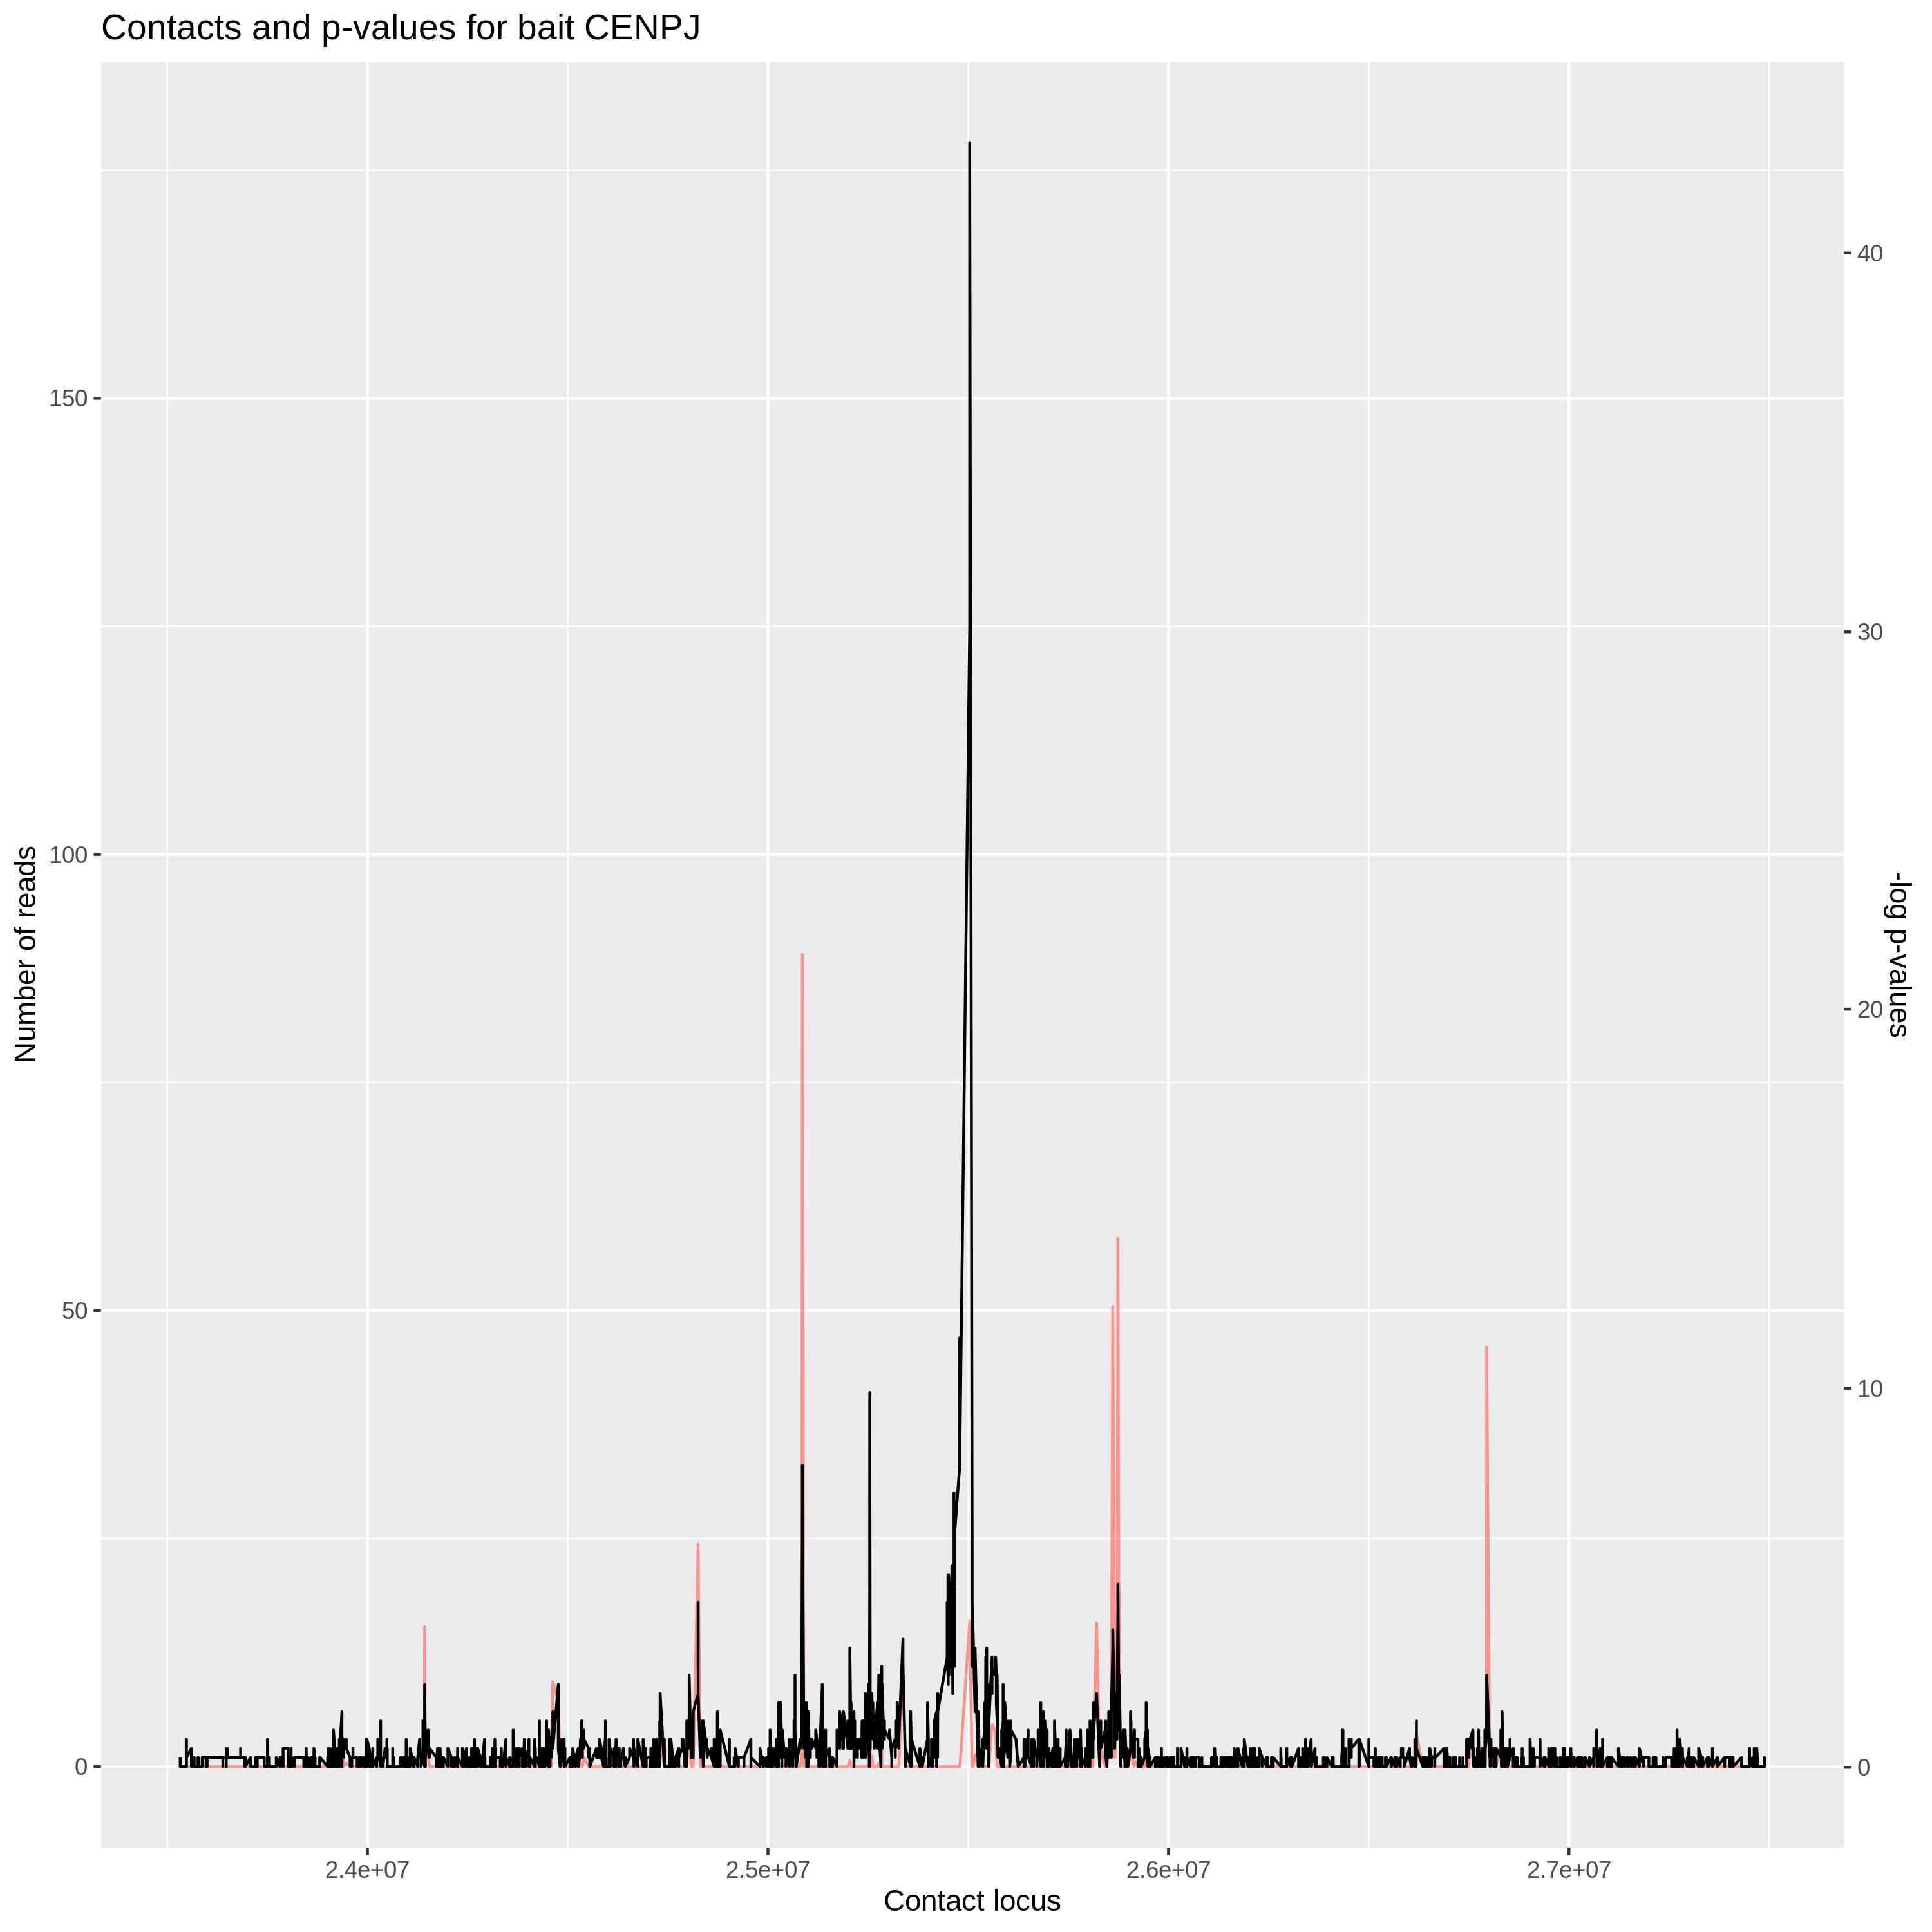 Contacts and p-values for bait CENPJ
150
100
50
0
Number of reads
40
30
20
10
0
-log p-values
2.4e+07
2.5e+07
2.6e+07
2.7e+07
Contact locus